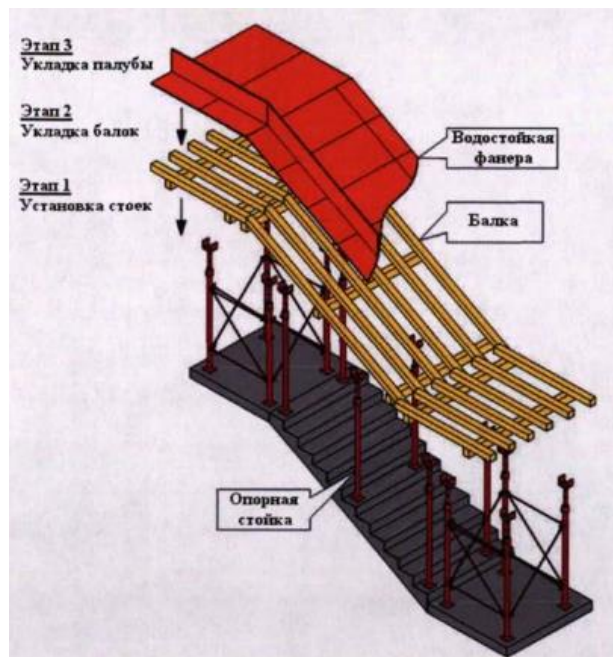 Этап 3
Укладка палубы
Этап 2
Укладка балок
Этап 1
Установка стоек
Водостойкая
фанера
Балка
Опорная
стойка